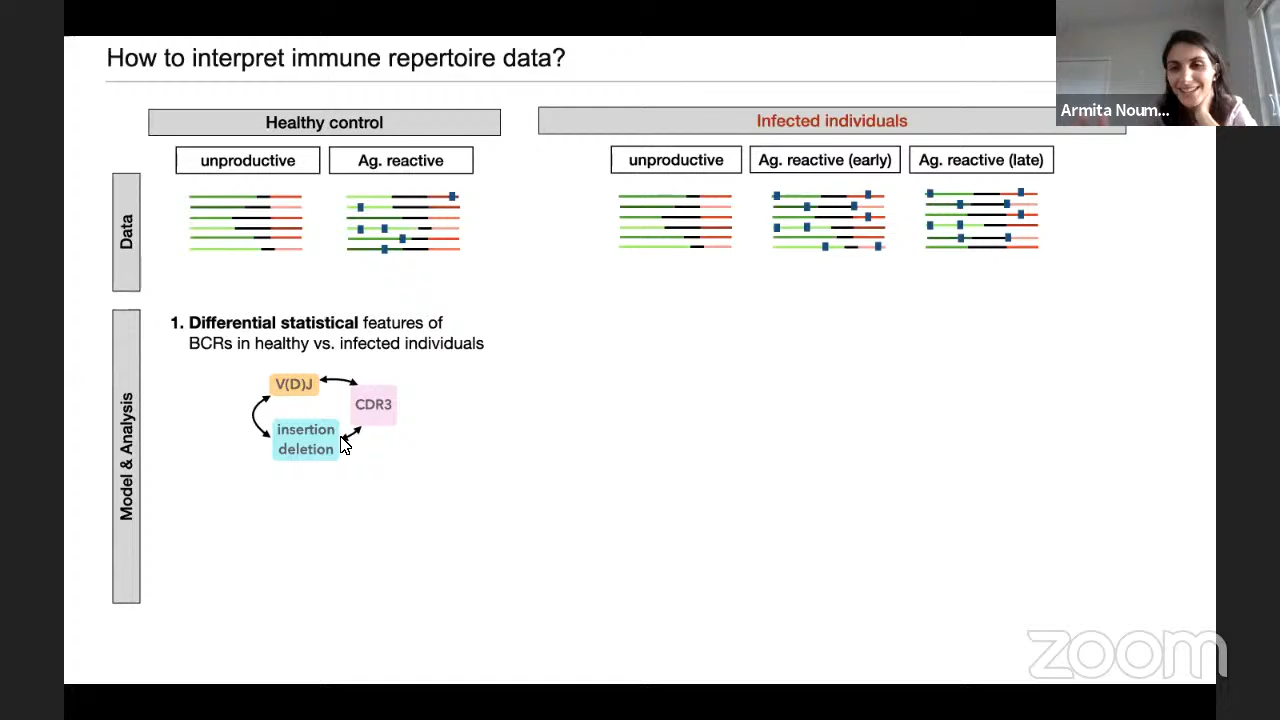 How to interpret immune repertoire data?
Armita Noum...
Healthy control
Infected individuals
unproductive
Ag. reactive
unproductive
Ag. reactive (early)
Ag. reactive (late)
Data
1. Differential statistical features of
BCRs in healthy vs. infected individuals
V(D)J
CDR3
insertion
deletion
Model & Analysis
zoom